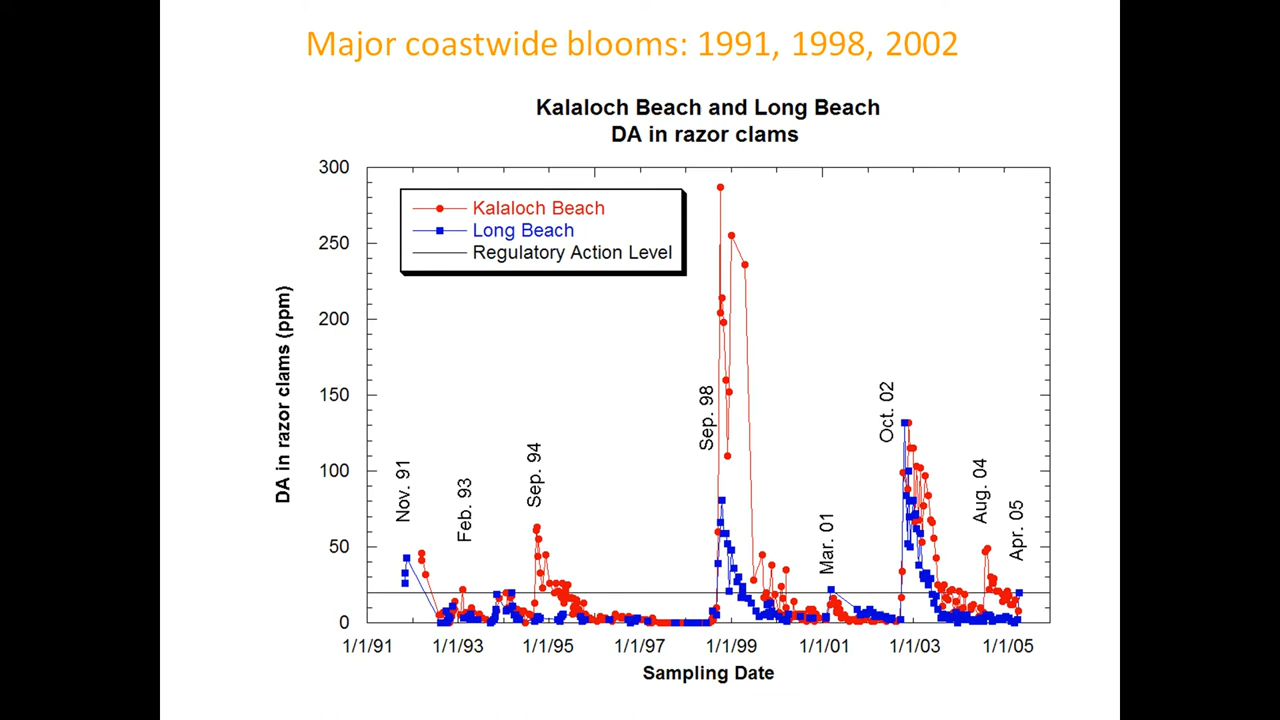 Major coastwide blooms: 1991, 1998, 2002
Kalaloch Beach and Long Beach
DA in razor clams
Kalaloch Beach
Long Beach
Regulatory Action Level
DA in razor clams (ppm)
300
250
200
150
100
50
0
Nov. 91
Feb. 93
Sep. 94
Sep. 98
Mar. 01
Oct. 02
Aug. 04
Apr. 05
1/1/91
1/1/93
1/1/95
1/1/97
1/1/99
1/1/01
1/1/03
1/1/05
Sampling Date